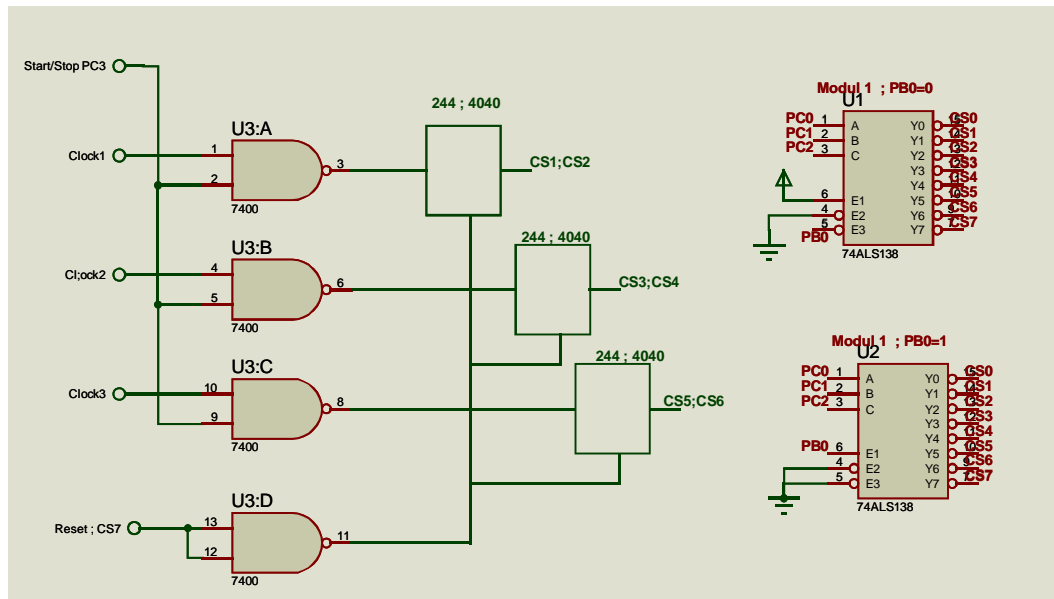 Start/Stop PC3
244 ; 4040
U3:A
Clock1
1
2
3
7400
CS1;CS2
244 ; 4040
U3:B
Cl;ock2
4
5
6
7400
CS3;CS4
244 ; 4040
U3:C
Clock3
10
9
8
7400
CS5;CS6
U3:D
Reset ; CS7
13
12
11
7400
Modul 1 ; PB0=0
U1
PC0 1 A Y0 CS0
PC1 2 B Y1 CS1
PC2 3 C Y2 CS2
Y3 CS3
Y4 CS4
6 E1 Y5 CS5
4 E2 Y6 CS6
5 E3 Y7 CS7
PB0
74ALS138
Modul 1 ; PB0=1
U2
PC0 1 A Y0 CS0
PC1 2 B Y1 CS1
PC2 3 C Y2 CS2
Y3 CS3
Y4 CS4
PB0 6 E1 Y5 CS5
4 E2 Y6 CS6
5 E3 Y7 CS7
74ALS138